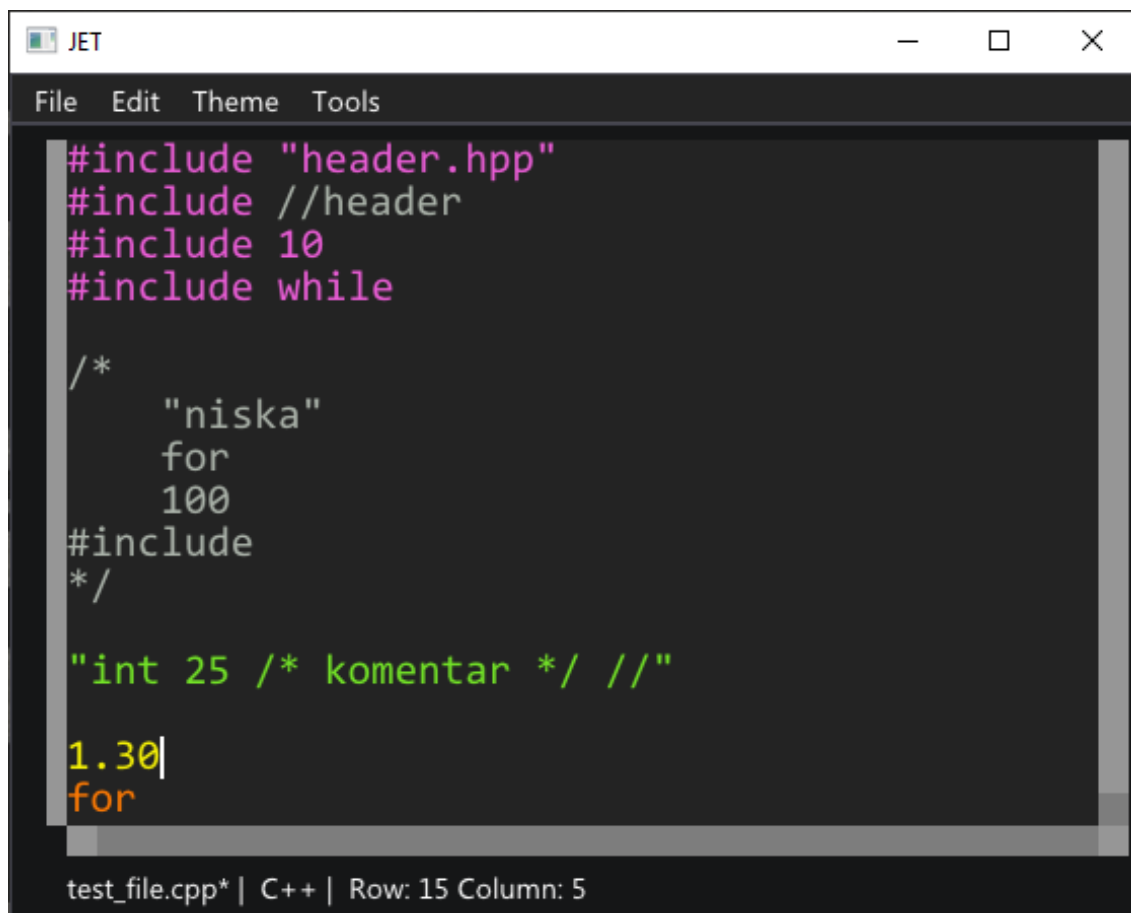 JET
File Edit Theme Tools
#include "header.hpp"
#include //header
#include 10
#include while
/*
"niska"
for
100
#include
*/
"int 25 /* komentar */ //"
1.30
for
test_file.cpp* | C++ | Row: 15 Column: 5